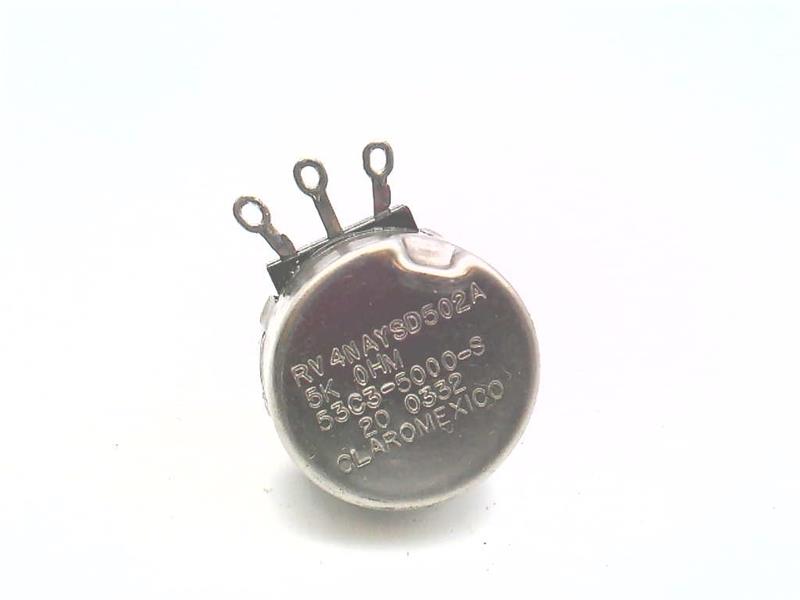 RV 4NAYSD502A
5K OHM
53C3-5000-S
20 0332
CLAROMEXICO